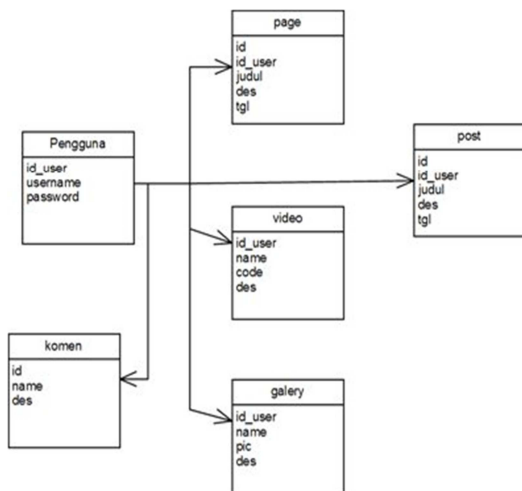 page
id
id_user
judul
des
tgl
Pengguna
id_user
username
password
post
id
id_user
judul
des
tgl
video
id_user
name
code
des
komen
id
name
des
galery
id_user
name
pic
des